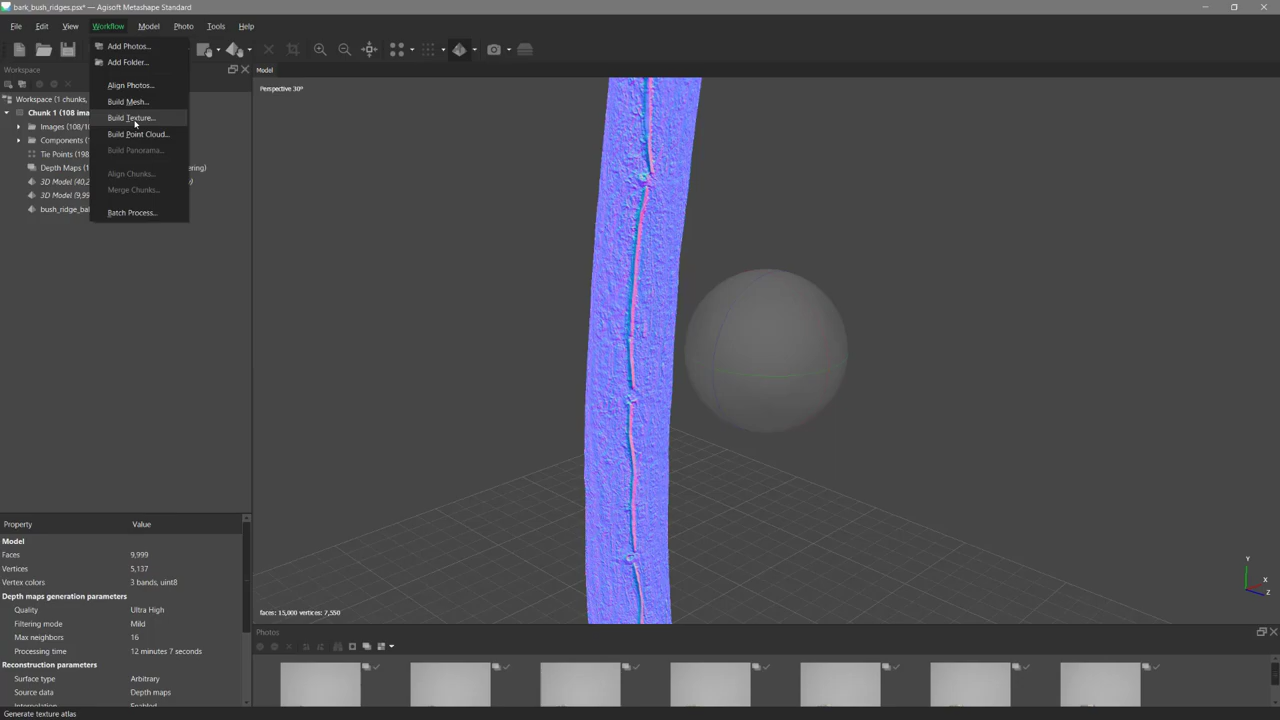 bark_bush_ridges.psx* — Agisoft Metashape Standard
File Edit View Workflow Model Photo Tools Help
Add Photos...
Add Folder...
Align Photos...
Build Mesh...
Build Texture...
Build Point Cloud...
Build Panorama...
Align Chunks...
Merge Chunks...
Batch Process...
Workspace
Workspace (1 chunks,
Chunk 1 (108 ima
Images (108/10
Components (
Tie Points (198
Depth Maps (1
ering)
3D Model (40,2
3D Model (9,99
bush_ridge_bal
Model
Perspective 30°
faces: 15,000 vertices: 7,550
Y
X
Z
Property Value
Model
Faces 9,999
Vertices 5,137
Vertex colors 3 bands, uint8
Depth maps generation parameters
Quality Ultra High
Filtering mode Mild
Max neighbors 16
Processing time 12 minutes 7 seconds
Reconstruction parameters
Surface type Arbitrary
Source data Depth maps
Interpolation Enabled
Photos
Generate texture atlas